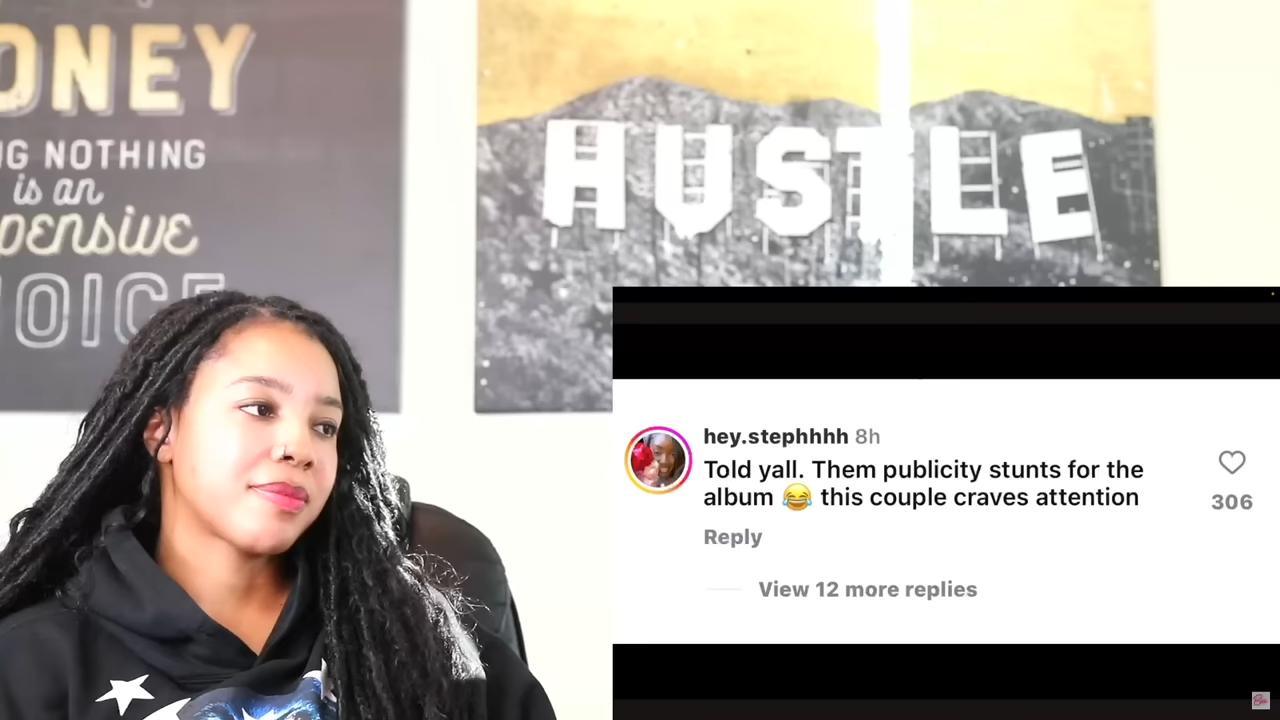 ONEY
NG NOTHING
is an
pensive
OICE
HUSTLE
hey.stephhhh 8h
Told yall. Them publicity stunts for the
album 😂 this couple craves attention
306
Reply
View 12 more replies